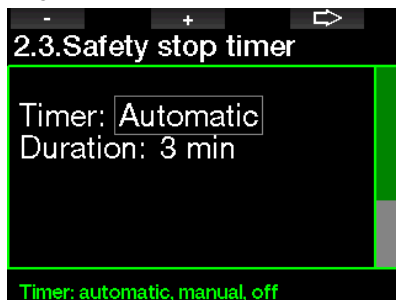 - +
2.3.Safety stop timer
Timer: Automatic
Duration: 3 min
Timer: automatic, manual, off